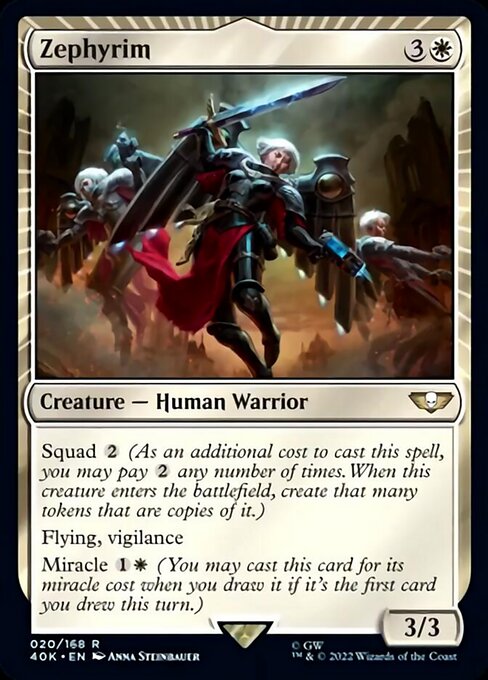 Zephyrim 3
Creature — Human Warrior
Squad 2 (As an additional cost to cast this spell,
you may pay 2 any number of times. When this
creature enters the battlefield, create that many
tokens that are copies of it.)
Flying, vigilance
Miracle 1 (You may cast this card for its
miracle cost when you draw it if it's the first card
you drew this turn.)
3/3
020/168 R
40K • EN Anna Steinbauer
© GW
™ & © 2022 Wizards of the Coast